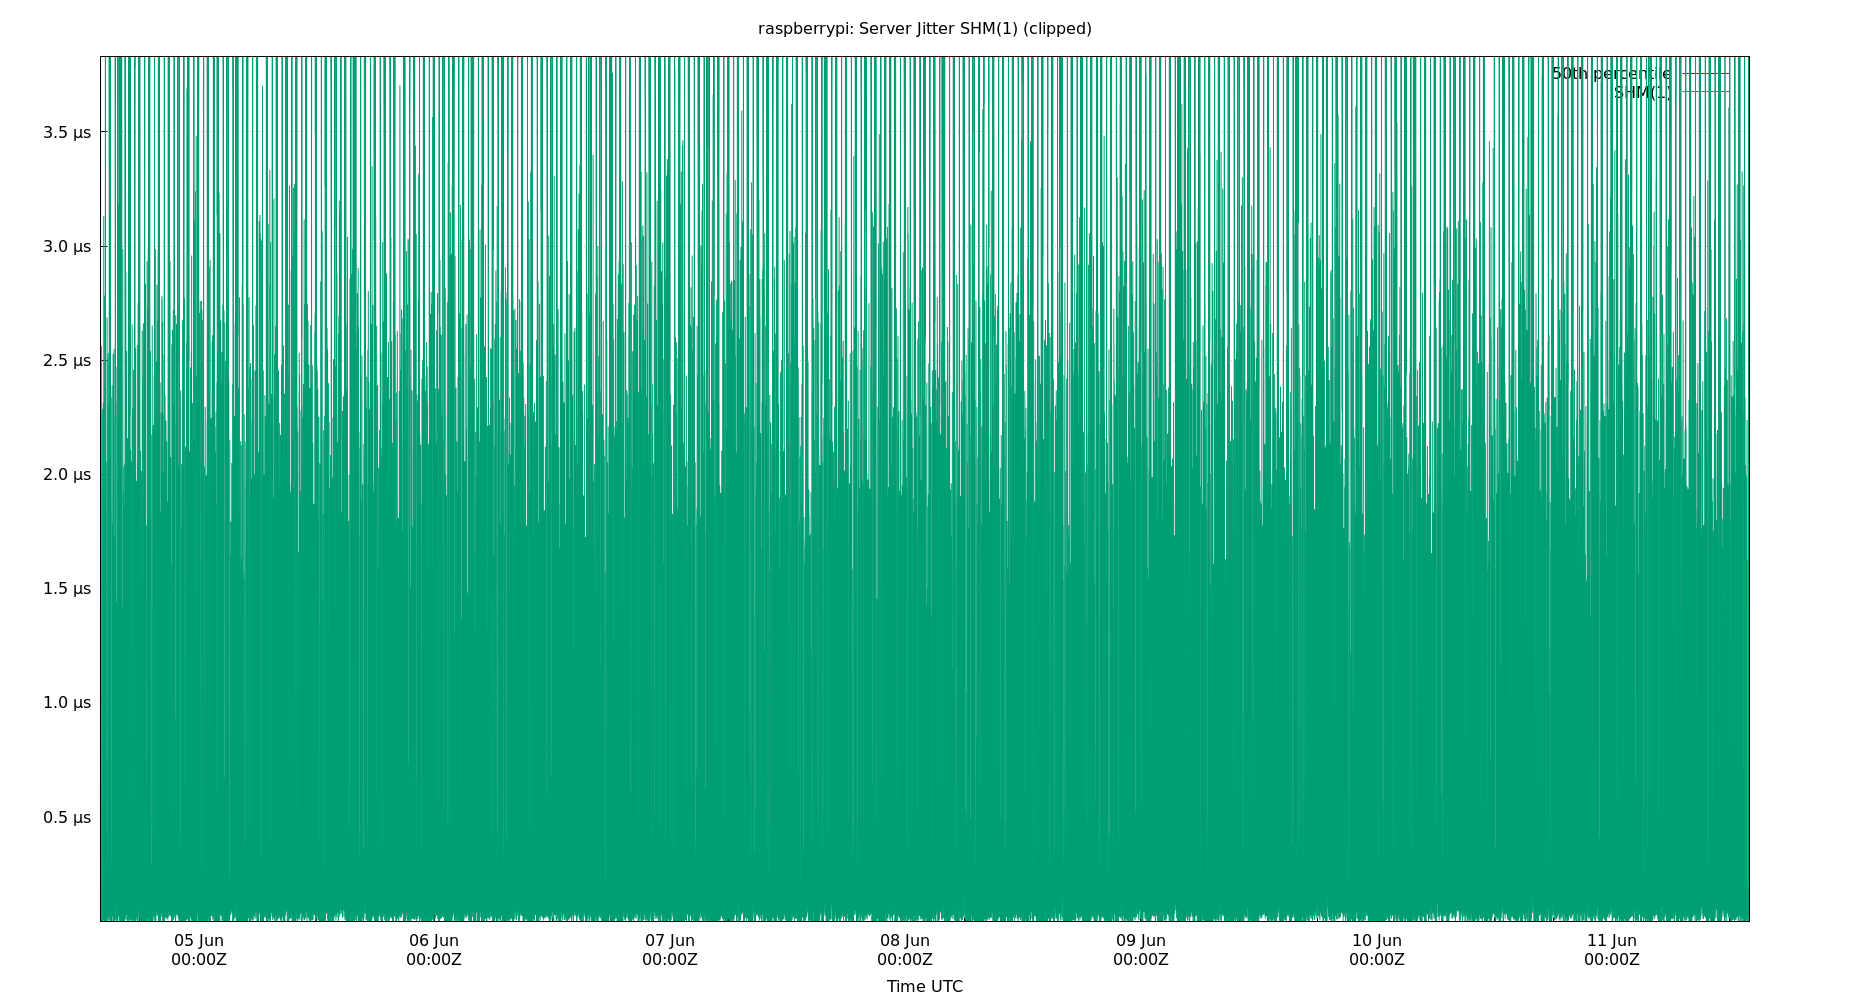 raspberrypi: Server Jitter SHM(1) (clipped)
50th percentile
SHM(1)
3.5 µs
3.0 µs
2.5 µs
2.0 µs
1.5 µs
1.0 µs
0.5 µs
05 Jun 06 Jun 07 Jun 08 Jun 09 Jun 10 Jun 11 Jun
00:00Z 00:00Z 00:00Z 00:00Z 00:00Z 00:00Z 00:00Z
Time UTC